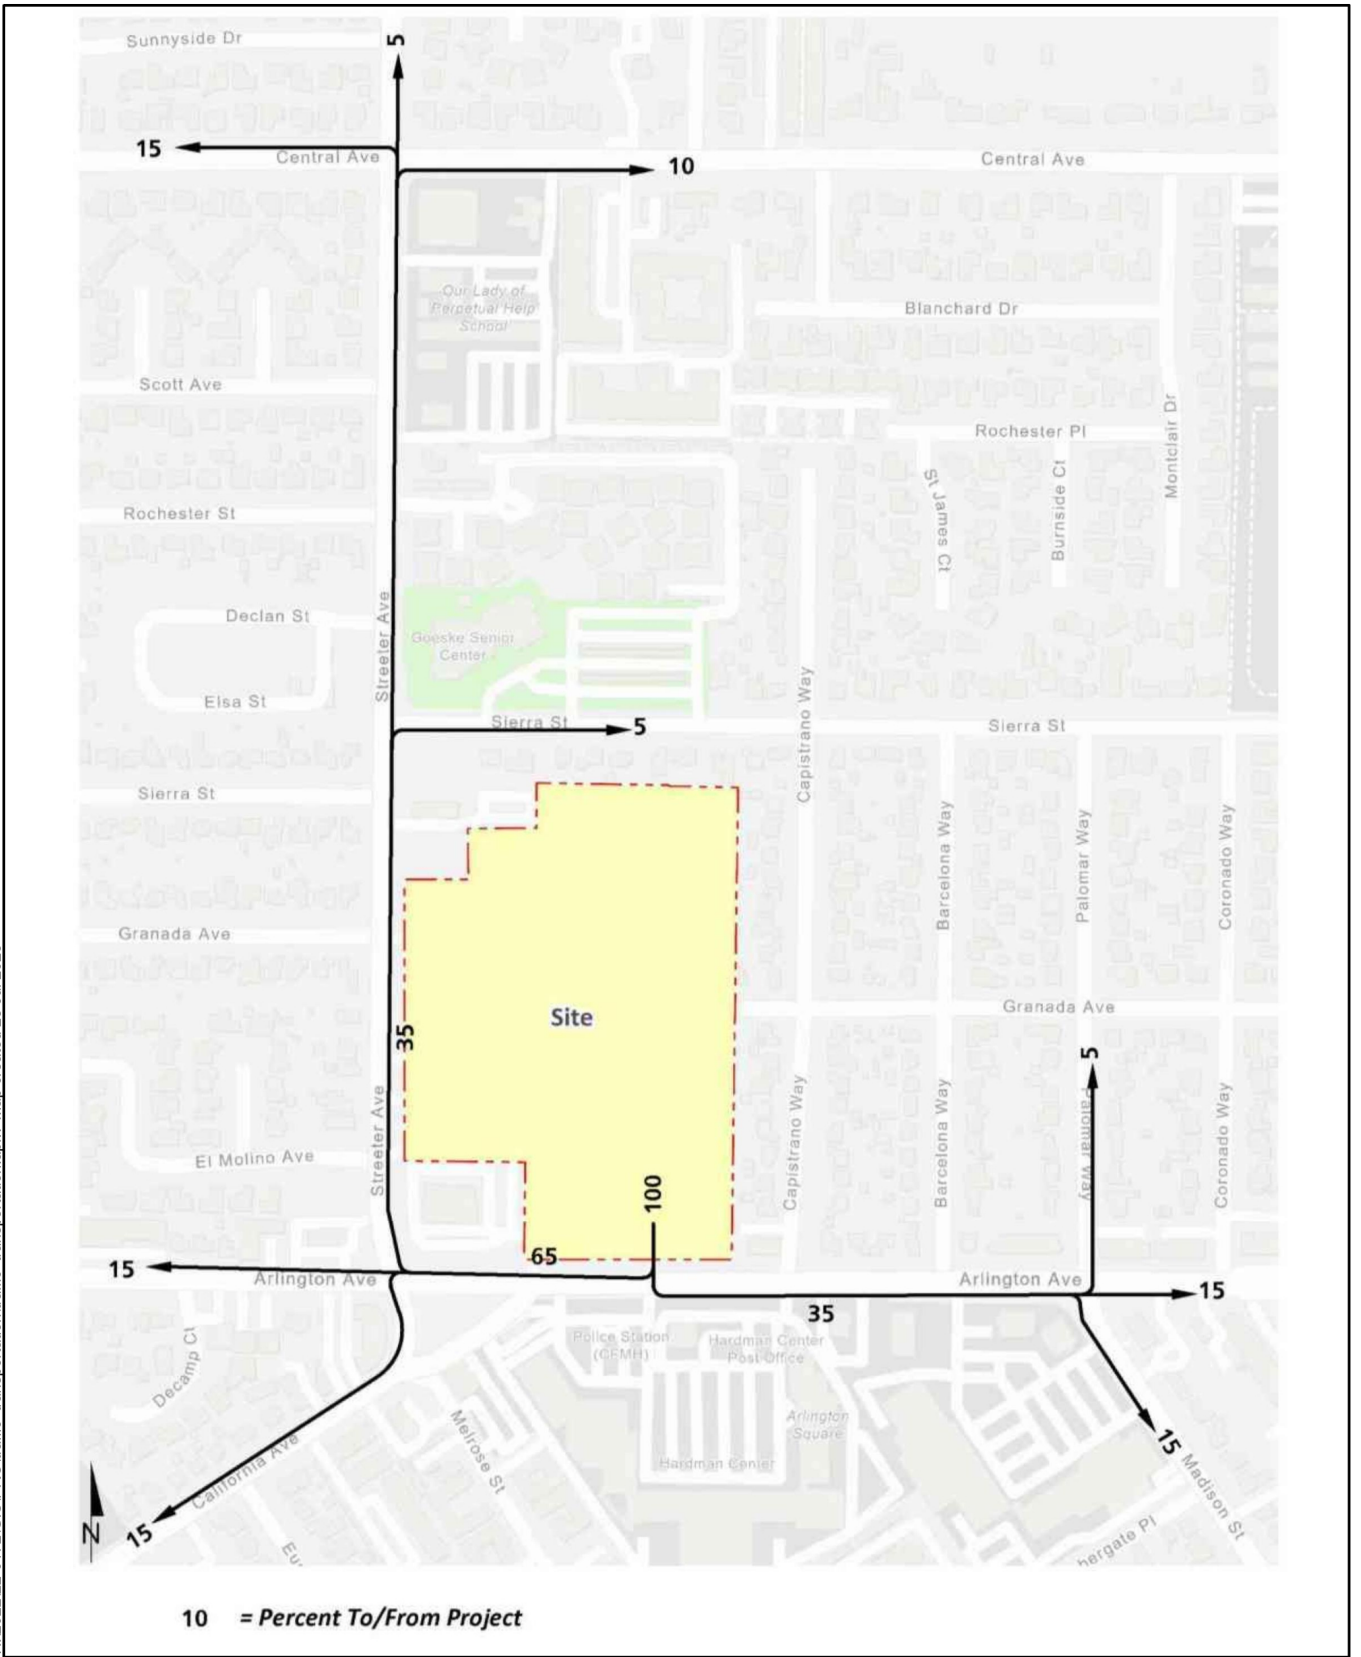 Sunnyside Dr
5
15
Central Ave
10
Central Ave
Our Lady of
Perpetual Help
School
Blanchard Dr
Scott Ave
Montclair Dr
Rochester Pl
St James Ct
Burnside Ct
Rochester St
Streeter Ave
Declan St
Goeske Senior
Center
Capistrano Way
Elsa St
Sierra St
5
Sierra St
Sierra St
Barcelona Way
Palomar Way
Coronado Way
Granada Ave
Site
Granada Ave
35
5
Streeter Ave
Capistrano Way
Barcelona Way
Palomar Way
Coronado Way
El Molino Ave
100
65
15
Arlington Ave
Arlington Ave
15
35
Decamp Ct
Police Station
(CFMH)
Hardman Center
Post Office
Arlington
Square
Melrose St
Hardman Center
15
Madison St
California Ave
15
N
Eu
bergate Pl
10 = Percent To/From Project